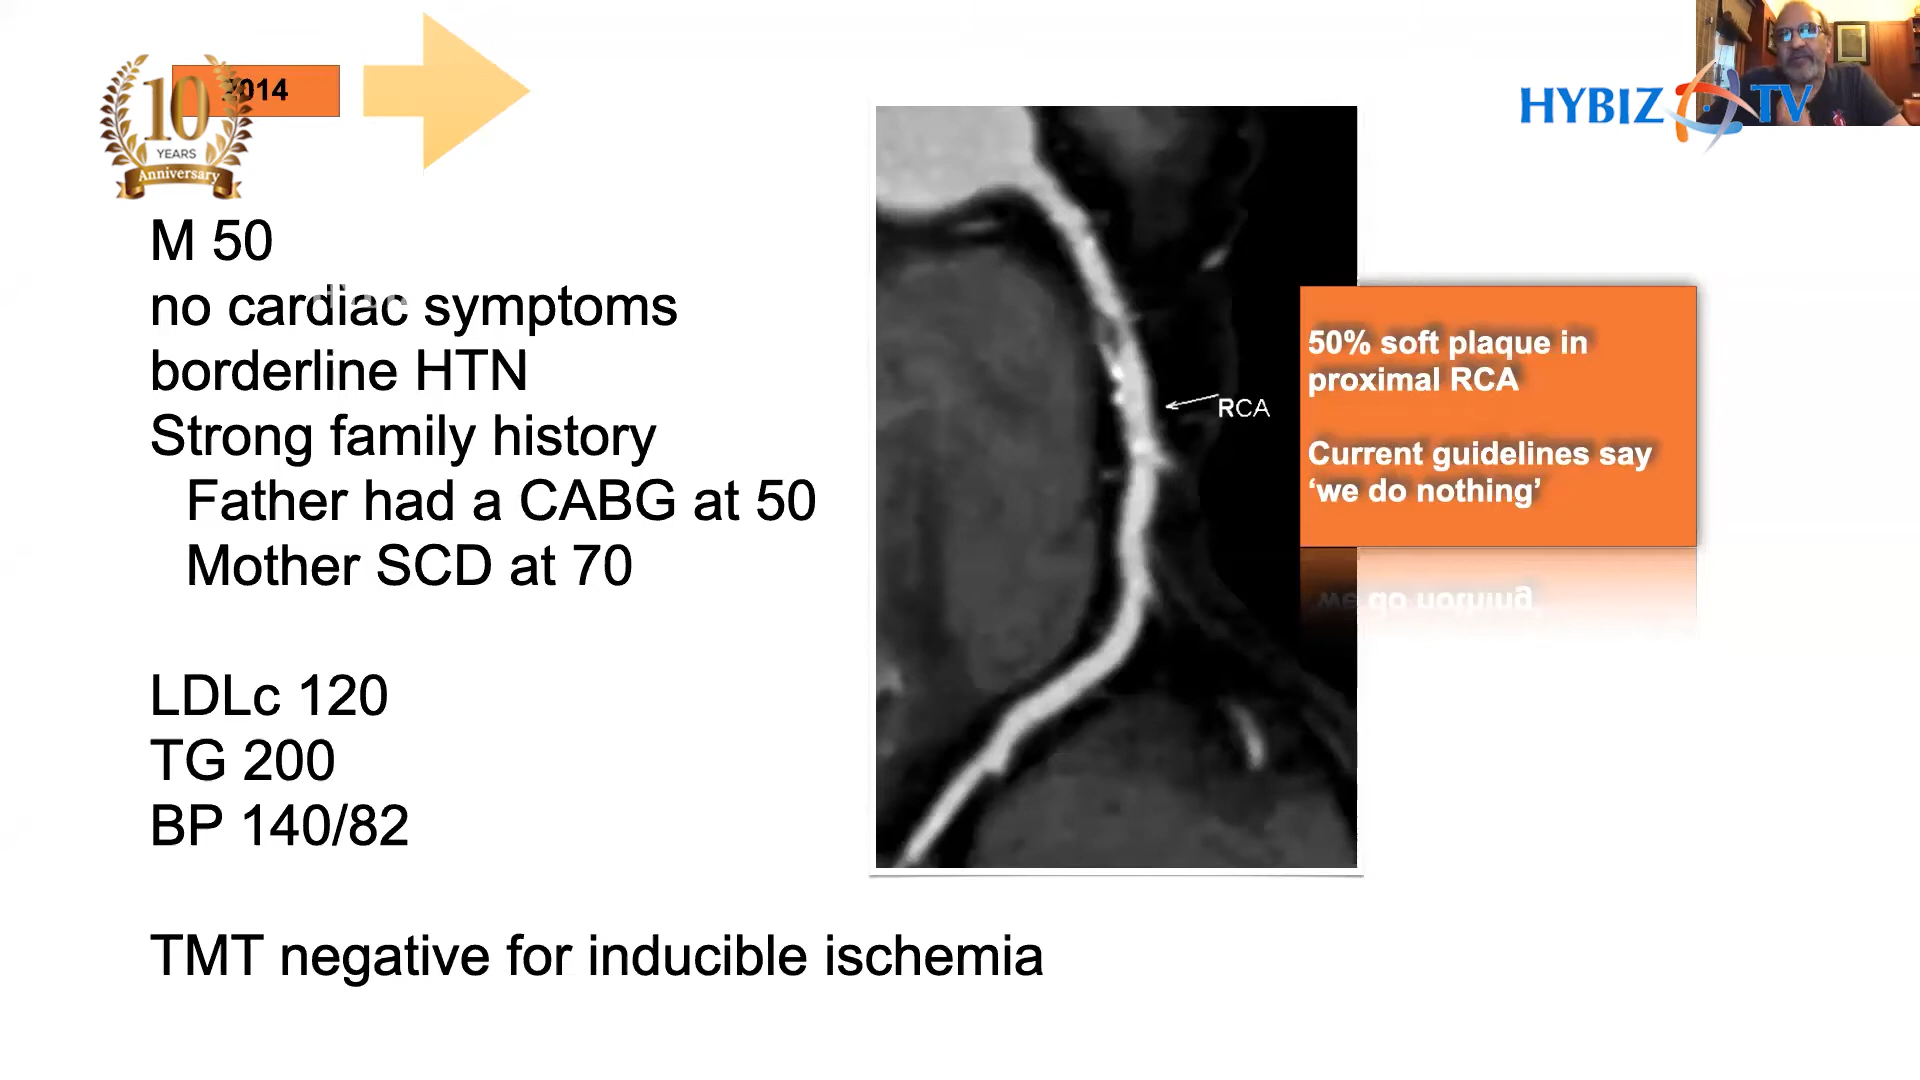 2014
10
YEARS
Anniversary
HYBIZ TV
M 50
no cardiac symptoms
borderline HTN
Strong family history
Father had a CABG at 50
Mother SCD at 70
LDLc 120
TG 200
BP 140/82
TMT negative for inducible ischemia
RCA
50% soft plaque in
proximal RCA
Current guidelines say
‘we do nothing’